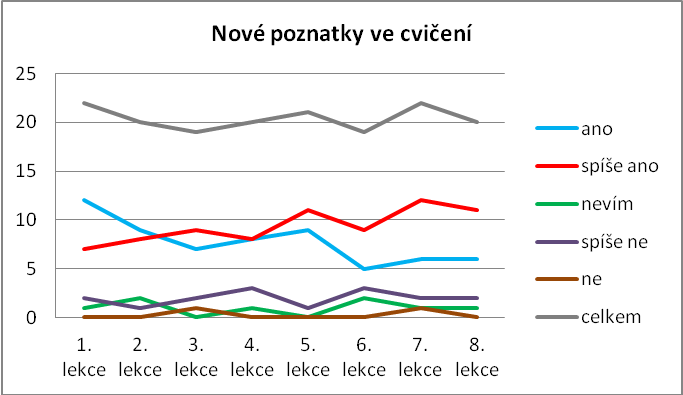 Nové poznatky ve cvičení
25
20
15
10
5
0
1. lekce
2. lekce
3. lekce
4. lekce
5. lekce
6. lekce
7. lekce
8. lekce
ano
spíše ano
nevím
spíše ne
ne
celkem